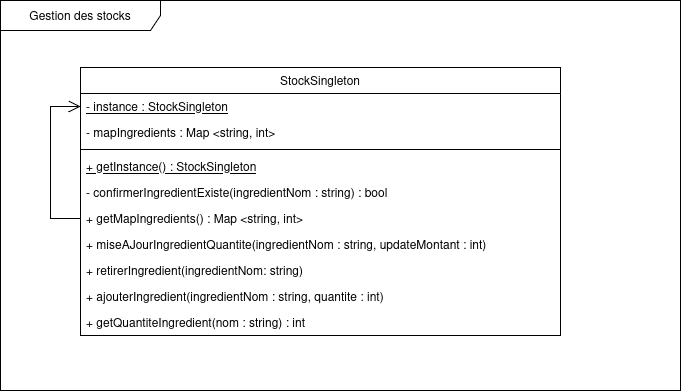 Gestion des stocks
StockSingleton
- instance : StockSingleton
- mapIngredients : Map <string, int>
+ getInstance() : StockSingleton
- confirmerIngredientExiste(ingredientNom : string) : bool
+ getMapIngredients() : Map <string, int>
+ miseAJourIngredientQuantite(ingredientNom : string, updateMontant : int)
+ retirerIngredient(ingredientNom: string)
+ ajouterIngredient(ingredientNom : string, quantite : int)
+ getQuantiteIngredient(nom : string) : int